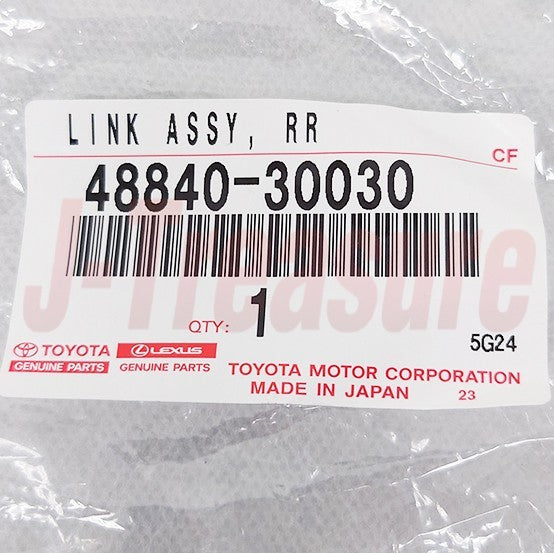 LINK ASSY, RR
CF
48840-30030
J-Treasure
QTY: 1
5G24
TOYOTA LEXUS
GENUINE PARTS GENUINE PARTS
TOYOTA MOTOR CORPORATION
MADE IN JAPAN 23